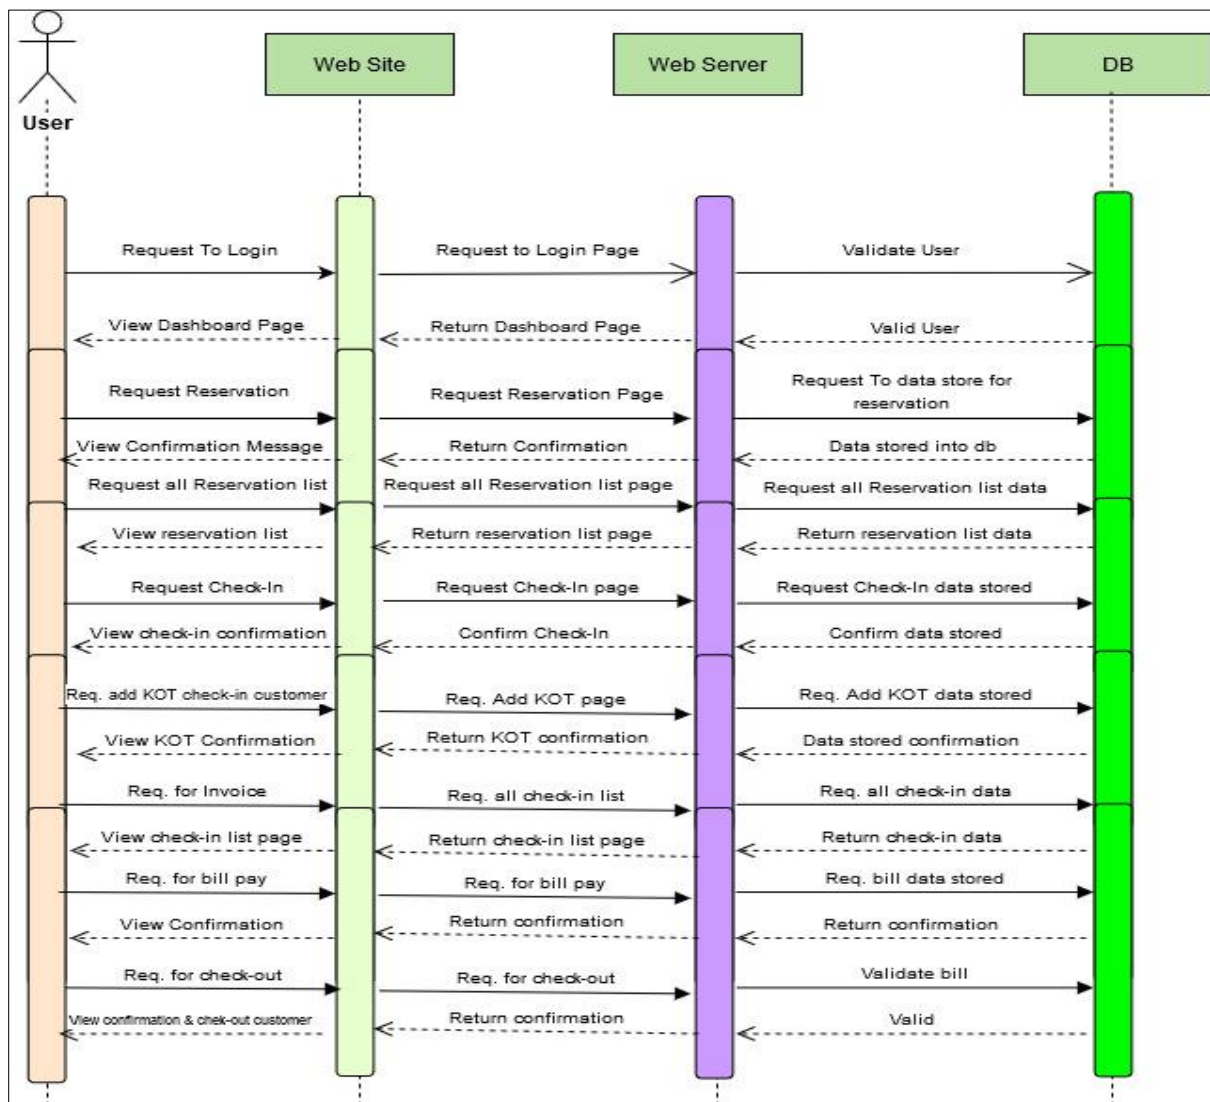 Web Site
Web Server
DB
User
Request To Login
Request to Login Page
Validate User
View Dashboard Page
Return Dashboard Page
Valid User
Request Reservation
Request Reservation Page
Request To data store for
reservation
View Confirmation Message
Return Confirmation
Data stored into db
Request all Reservation list
Request all Reservation list page
Request all Reservation list data
View reservation list
Return reservation list page
Return reservation list data
Request Check-In
Request Check-In page
Request Check-In data stored
View check-in confirmation
Confirm Check-In
Confirm data stored
Req. add KOT check-in customer
Req. Add KOT page
Req. Add KOT data stored
View KOT Confirmation
Return KOT confirmation
Data stored confirmation
Req. for Invoice
Req. all check-in list
Req. all check-in data
View check-in list page
Return check-in list page
Return check-in data
Req. for bill pay
Req. for bill pay
Req. bill data stored
View Confirmation
Return confirmation
Return confirmation
Req. for check-out
Req. for check-out
Validate bill
View confirmation & chek-out customer
Return confirmation
Valid